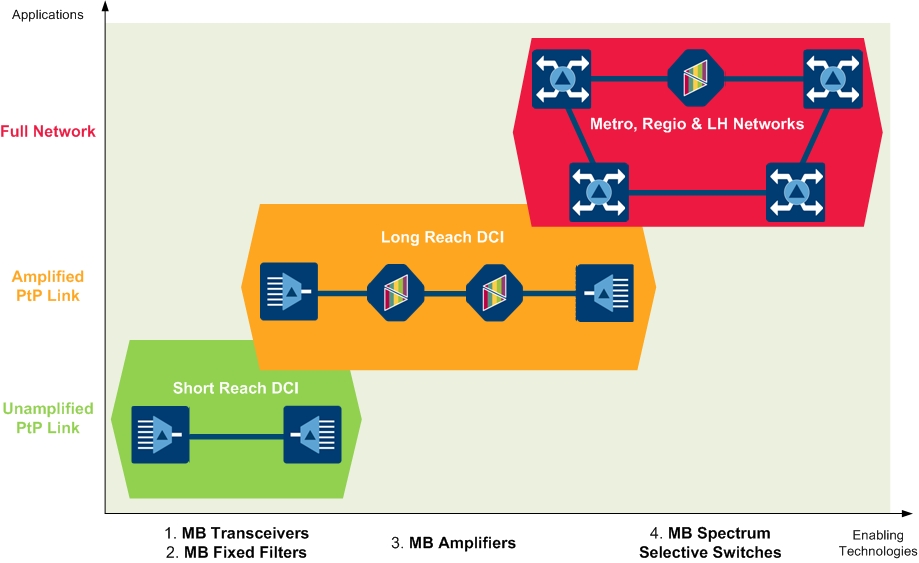 Applications
Full Network
Metro, Regio & LH Networks
Amplified
PtP Link
Long Reach DCI
Unamplified
PtP Link
Short Reach DCI
1. MB Transceivers
2. MB Fixed Filters
3. MB Amplifiers
4. MB Spectrum
Selective Switches
Enabling
Technologies